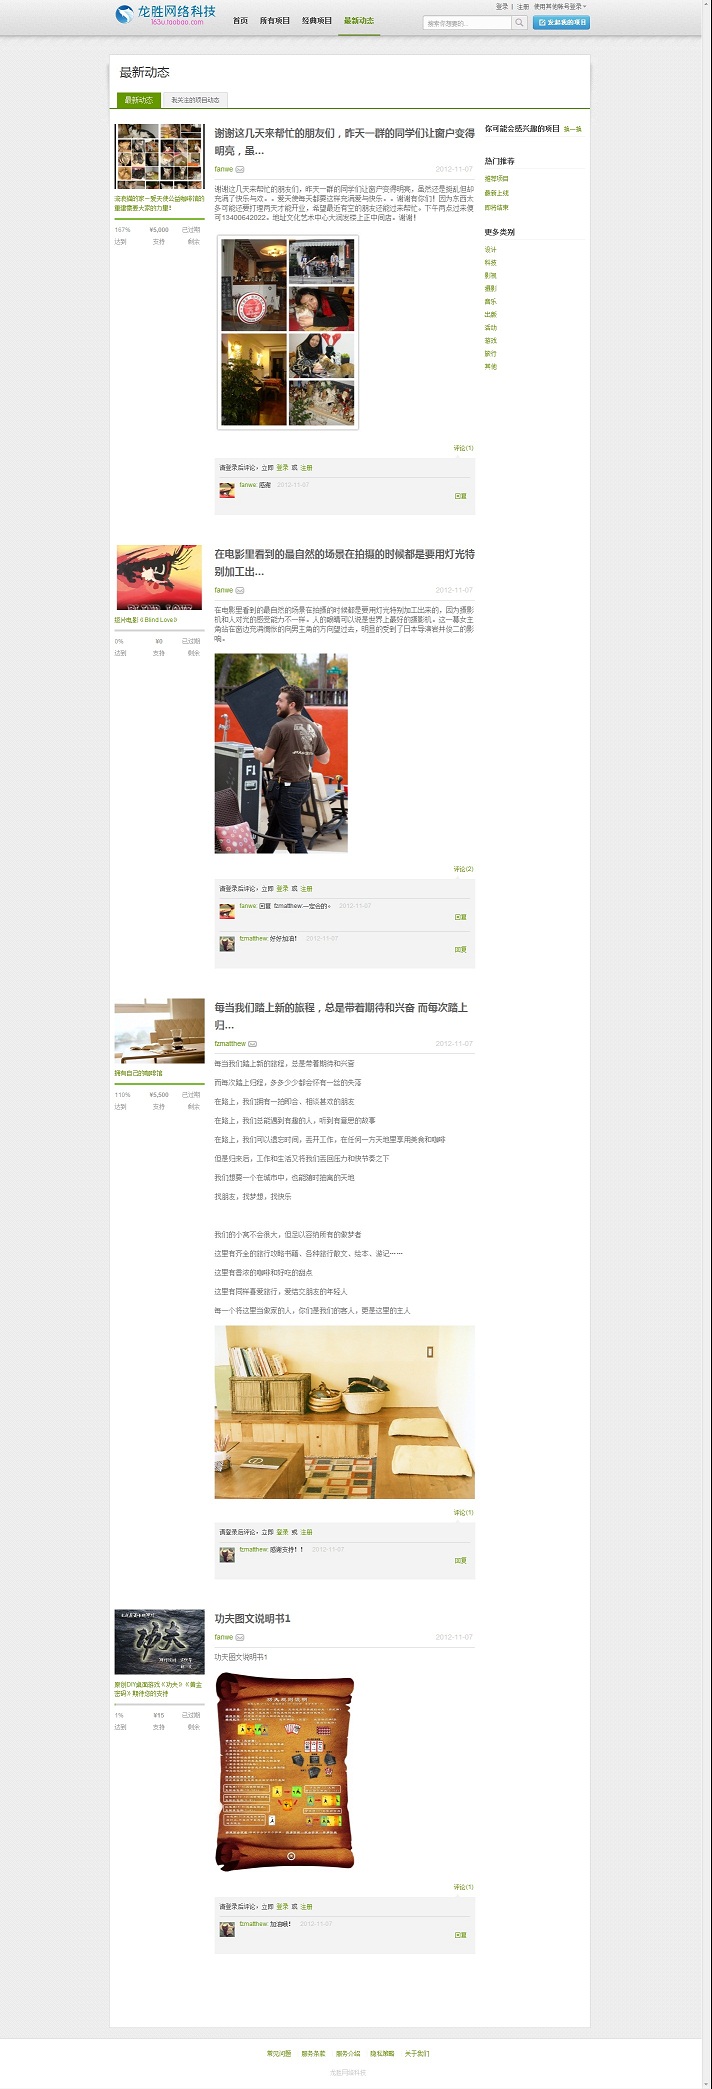 龙胜网络科技
163u.taobao.com
首页 所有项目 经典项目 最新动态
登录 | 注册 使用其他账号登录
搜索你想要的...
发起我的项目
最新动态
最新动态 我关注的项目动态
流浪猫的家—爱天使公益咖啡馆的
重建需要大家的力量!
167% ¥5,000 已过期
达到 支持 剩余
谢谢这几天来帮忙的朋友们，昨天一群的同学们让窗户变得
明亮，虽...
fanwe 2012-11-07
谢谢这几天来帮忙的朋友们，昨天一群的同学们让窗户变得明亮，虽然还是挺乱但却
充满了快乐与欢。。爱天使每天都要这样充满爱与快乐。。谢谢有你们！因为东西太
多可能还要打理两天才能开业，希望最近有空的朋友还能过来帮忙。下午两点过来便
可13400642022。地址文化艺术中心大润发楼上正中间店。谢谢！
评论(1)
请登录后评论，立即 登录 或 注册
fanwe: 感谢 2012-11-07
回复
你可能会感兴趣的项目 换一换
热门推荐
推荐项目
最新上线
即将结束
更多类别
设计
科技
影视
摄影
音乐
出版
活动
游戏
旅行
其他
短片电影《Blind Love》
0% ¥0 已过期
达到 支持 剩余
在电影里看到的最自然的场景在拍摄的时候都是要用灯光特
别加工出...
fanwe 2012-11-07
在电影里看到的最自然的场景在拍摄的时候都是要用灯光特别加工出来的，因为摄影
机和人对光的感觉能力不一样。人的眼睛可以说是世界上最好的摄影机。这一幕女主
角站在窗边充满惆怅的向男主角的方向望过去，明显的受到了日本导演岩井俊二的影
响。
F1
评论(2)
请登录后评论，立即 登录 或 注册
fanwe: 回复 fzmatthew:一定会的。 2012-11-07
回复
fzmatthew: 好好加油! 2012-11-07
回复
拥有自己的咖啡馆
110% ¥5,500 已过期
达到 支持 剩余
每当我们踏上新的旅程，总是带着期待和兴奋 而每次踏上
归...
fzmatthew 2012-11-07
每当我们踏上新的旅程，总是带着期待和兴奋
而每次踏上归程，多多少少都会怀有一丝的失落
在路上，我们拥有一拍即合、相谈甚欢的朋友
在路上，我们总能遇到有趣的人，听到有意思的故事
在路上，我们可以遗忘时间，丢开工作，在任何一方天地里享用美食和咖啡
但是归来后，工作和生活又将我们丢回压力和快节奏之下
我们想要一个在城市中，也能随时抽离的天地
找朋友，找梦想，找快乐
我们的小窝不会很大，但足以容纳所有的做梦者
这里有齐全的旅行攻略书籍、各种旅行散文、绘本、游记……
这里有香浓的咖啡和好吃的甜点
这里有同样喜爱旅行，爱结交朋友的年轻人
每一个将这里当做家的人，你们是我们的客人，更是这里的主人
评论(1)
请登录后评论，立即 登录 或 注册
fzmatthew: 感谢支持！！ 2012-11-07
回复
功夫
原创DIY桌面游戏《功夫》《黄金
密码》期待您的支持
1% ¥15 已过期
达到 支持 剩余
功夫图文说明书1
fanwe 2012-11-07
功夫图文说明书1
评论(1)
请登录后评论，立即 登录 或 注册
fzmatthew: 加油哦! 2012-11-07
回复
常见问题 服务条款 服务介绍 隐私策略 关于我们
龙胜网络科技